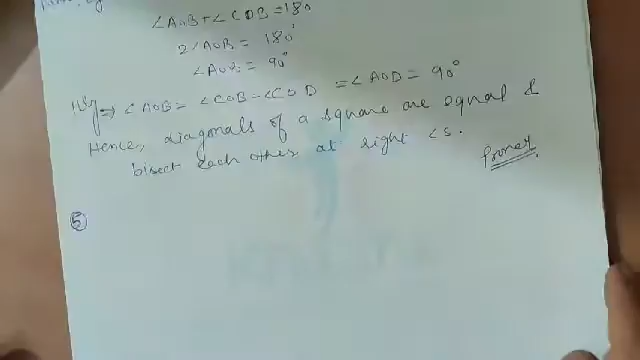 ∠AOB+∠COB=180
2∠AOB = 180°
∠AOB = 90°
⇒ ∠AOB = ∠COB = ∠COD = ∠AOD = 90°
Hence, diagonals of a square are equal &
bisect each other at right ∠s.
Proved
5